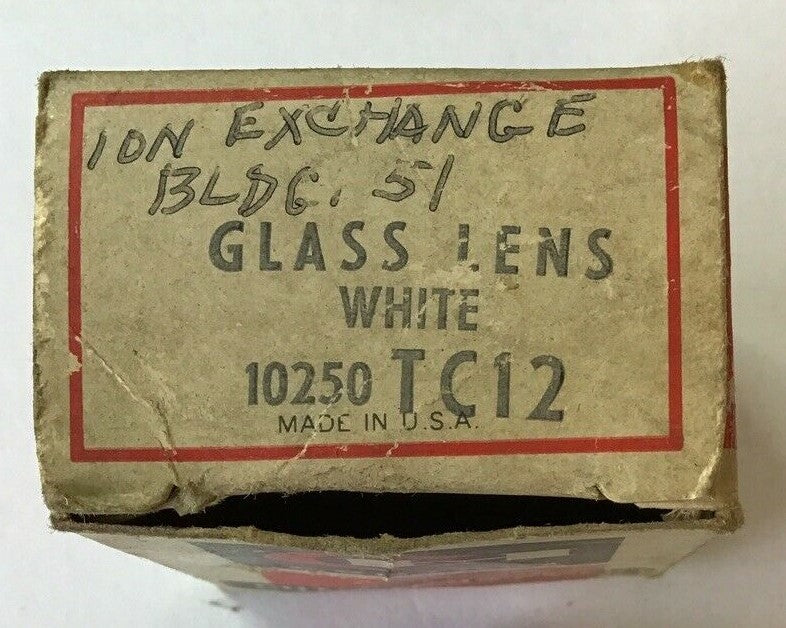 ION EXCHANGE
BLDG. 51
GLASS LENS
WHITE
10250 TC12
MADE IN U.S.A.